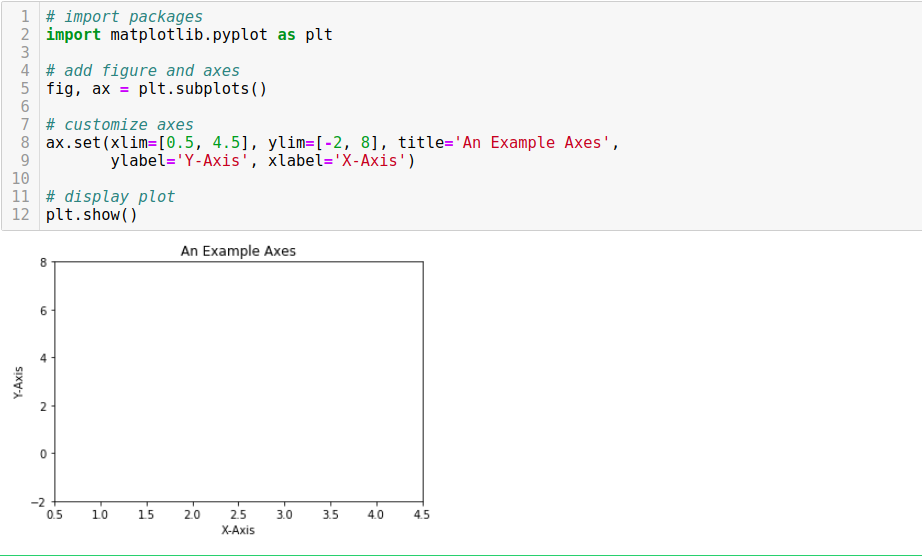 1 # import packages
2 import matplotlib.pyplot as plt
3
4 # add figure and axes
5 fig, ax = plt.subplots()
6
7 # customize axes
8 ax.set(xlim=[0.5, 4.5], ylim=[-2, 8], title='An Example Axes',
9        ylabel='Y-Axis', xlabel='X-Axis')
10
11 # display plot
12 plt.show()
An Example Axes
8
6
4
Y-Axis
2
0
−2
0.5 1.0 1.5 2.0 2.5 3.0 3.5 4.0 4.5
X-Axis